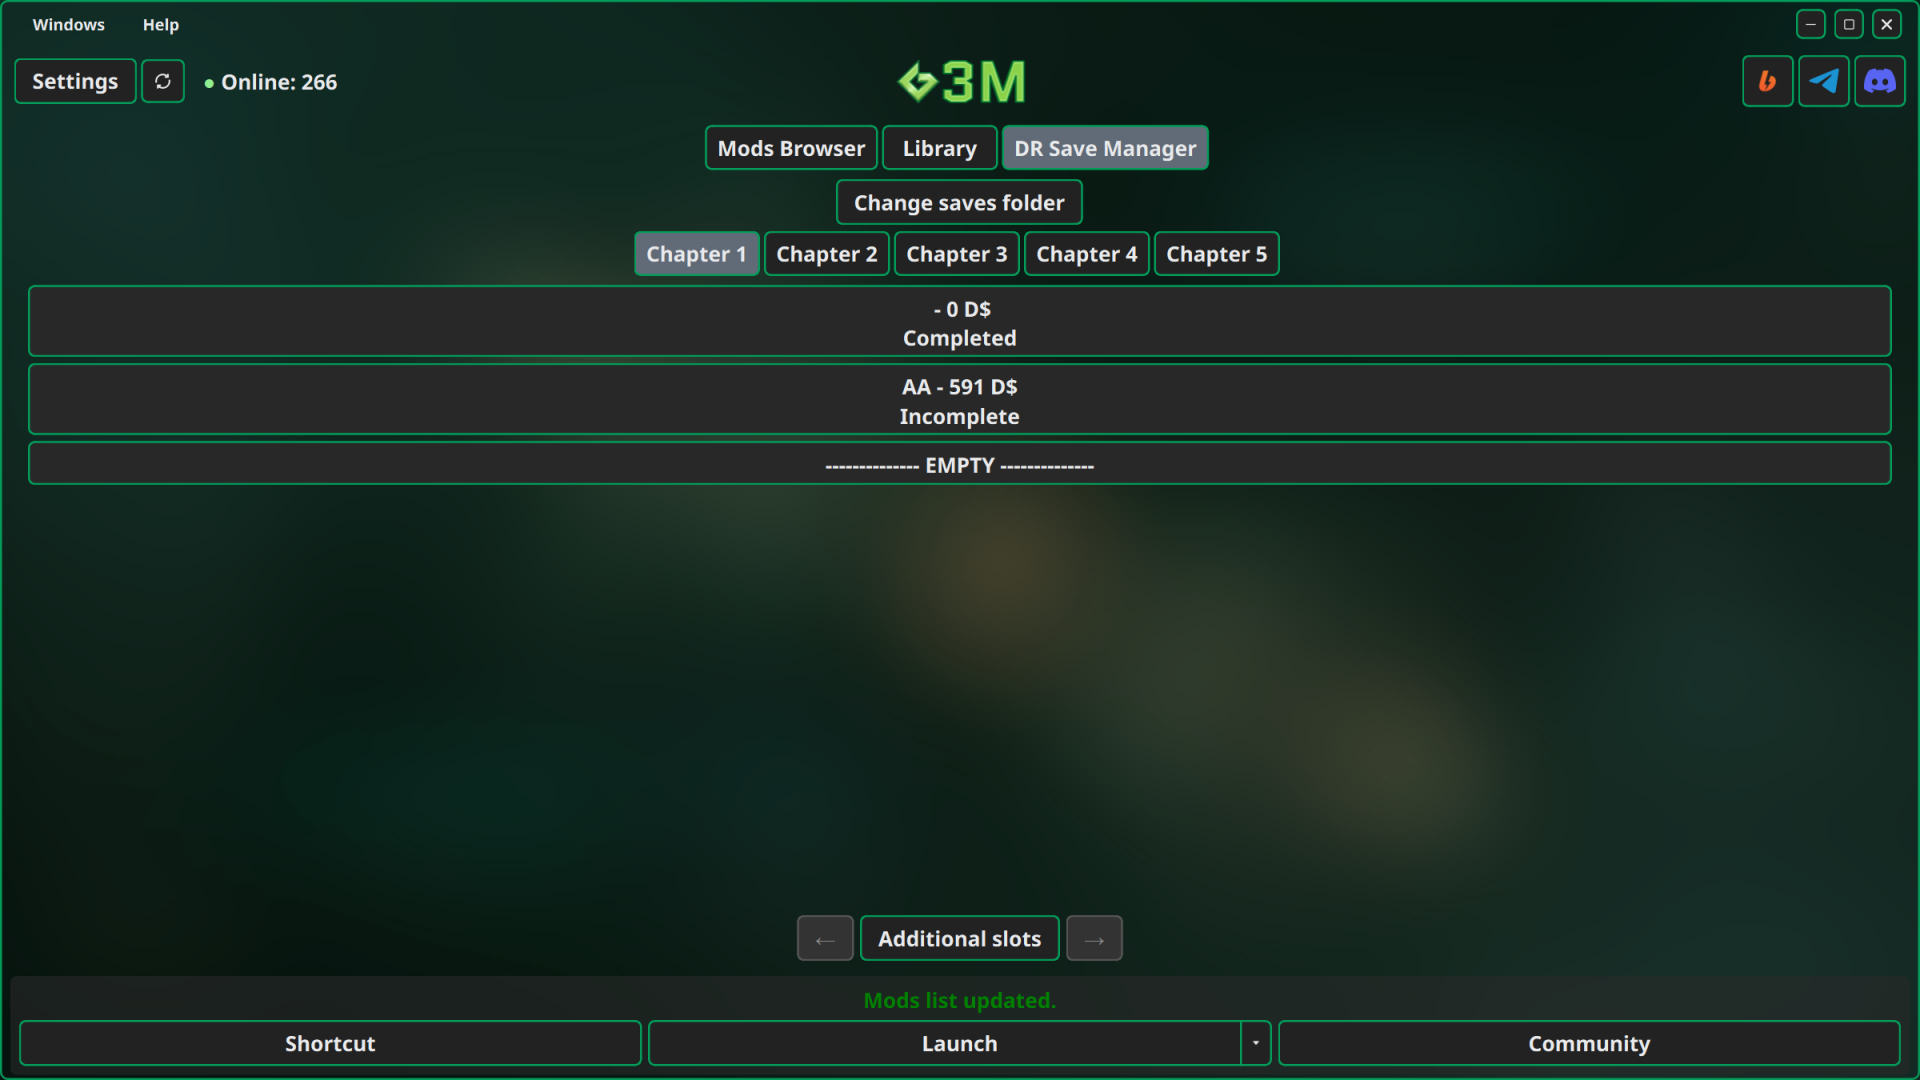 Windows Help
Settings
Online: 266
3M
Mods Browser Library DR Save Manager
Change saves folder
Chapter 1 Chapter 2 Chapter 3 Chapter 4 Chapter 5
- 0 D$
Completed
AA - 591 D$
Incomplete
-------------- EMPTY --------------
← Additional slots →
Mods list updated.
Shortcut Launch Community